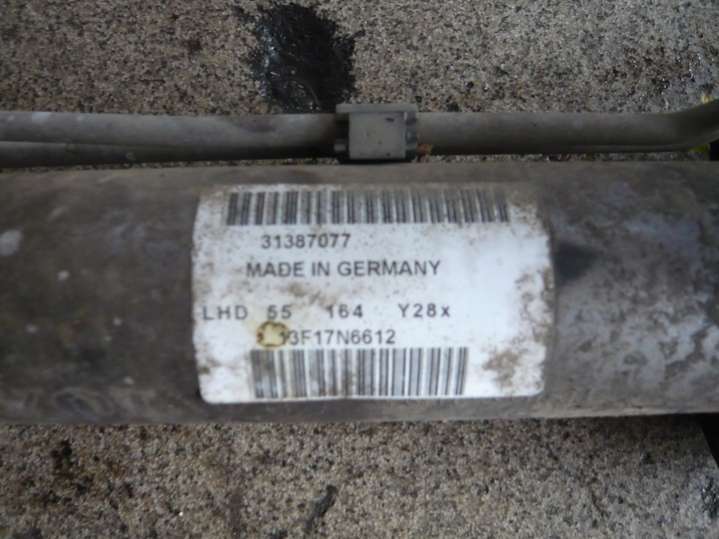 31387077
MADE IN GERMANY
LHD 55 164 Y28x
13F17N6612